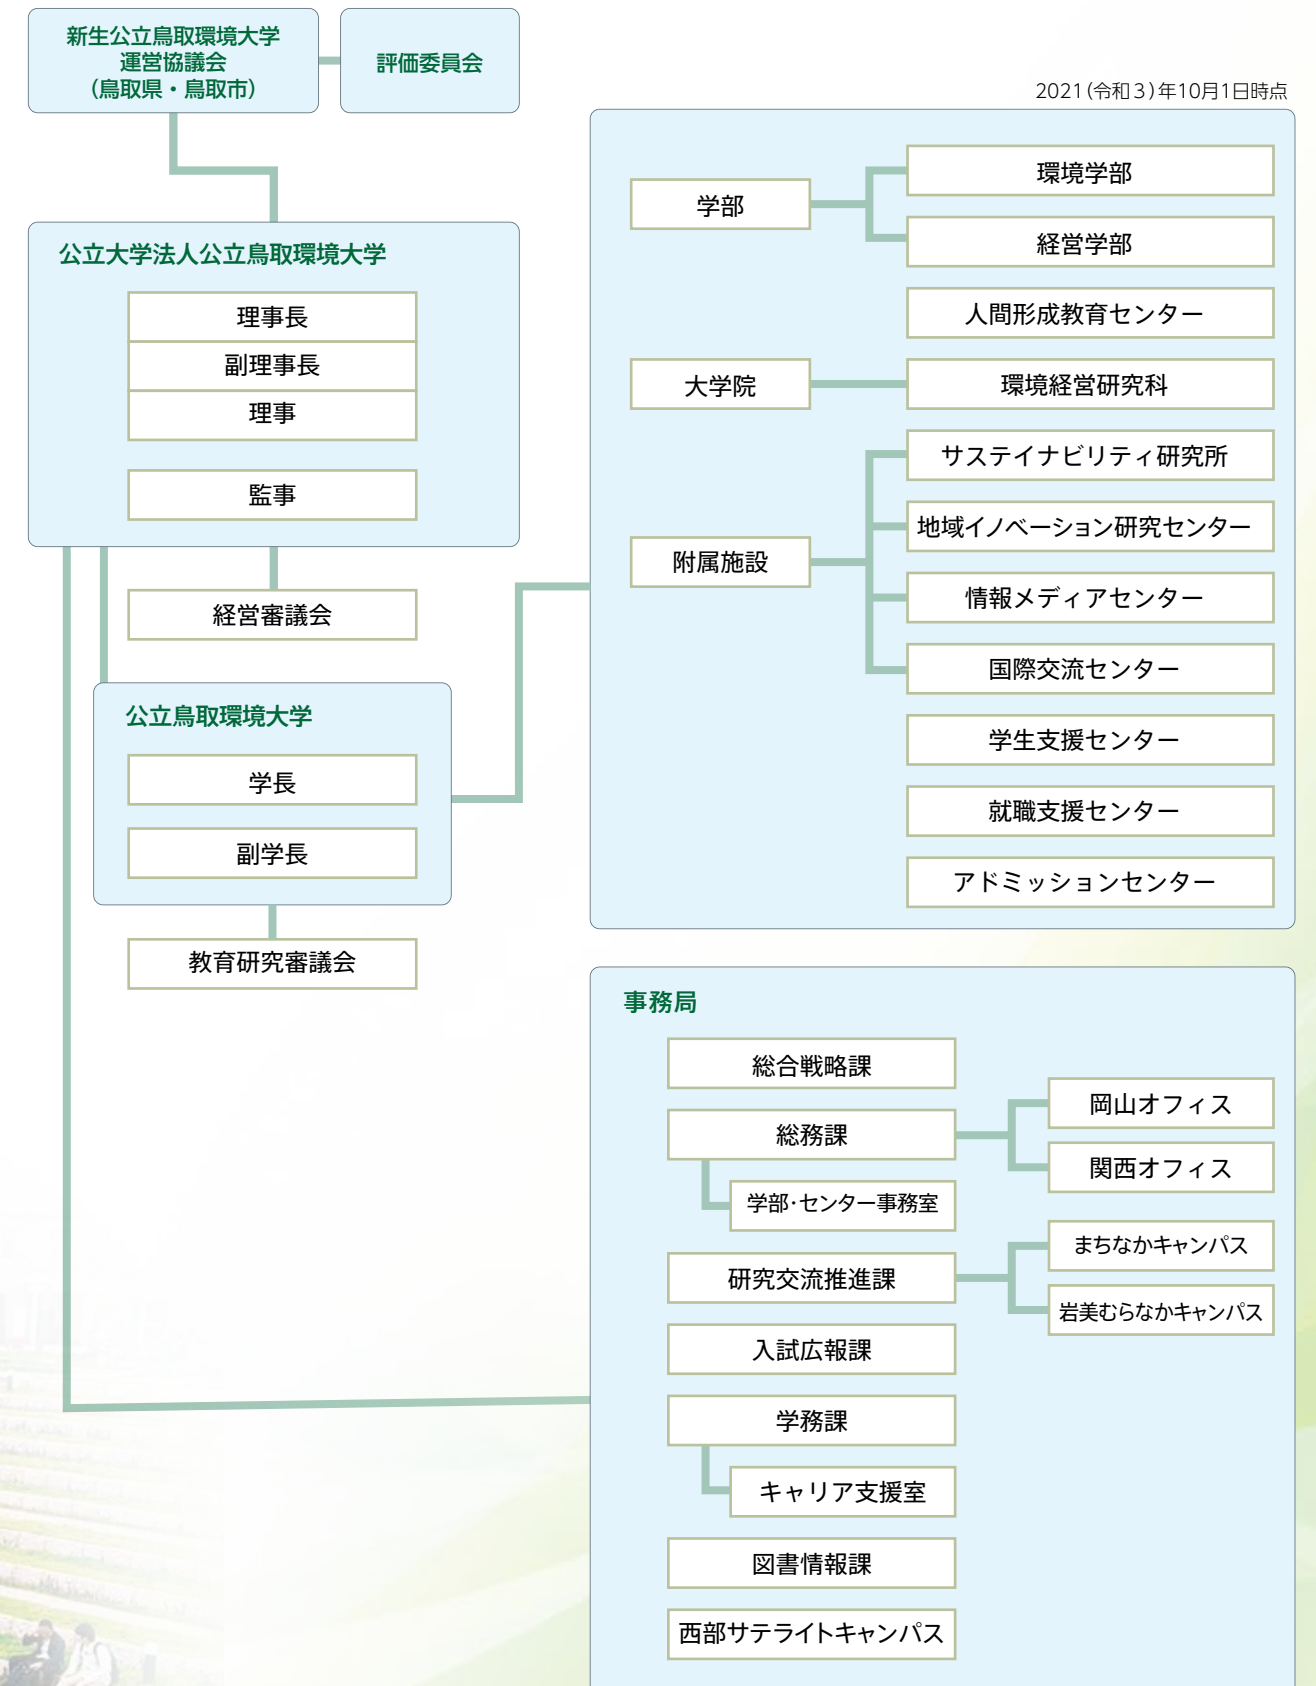 新生公立鳥取環境大学
運営協議会
（鳥取県・鳥取市）
評価委員会
2021（令和３）年10月1日時点
公立大学法人公立鳥取環境大学
理事長
副理事長
理事
監事
経営審議会
公立鳥取環境大学
学長
副学長
教育研究審議会
学部
環境学部
経営学部
人間形成教育センター
大学院
環境経営研究科
附属施設
サステイナビリティ研究所
地域イノベーション研究センター
情報メディアセンター
国際交流センター
学生支援センター
就職支援センター
アドミッションセンター
事務局
総合戦略課
総務課
岡山オフィス
関西オフィス
学部･センター事務室
研究交流推進課
まちなかキャンパス
岩美むらなかキャンパス
入試広報課
学務課
キャリア支援室
図書情報課
西部サテライトキャンパス